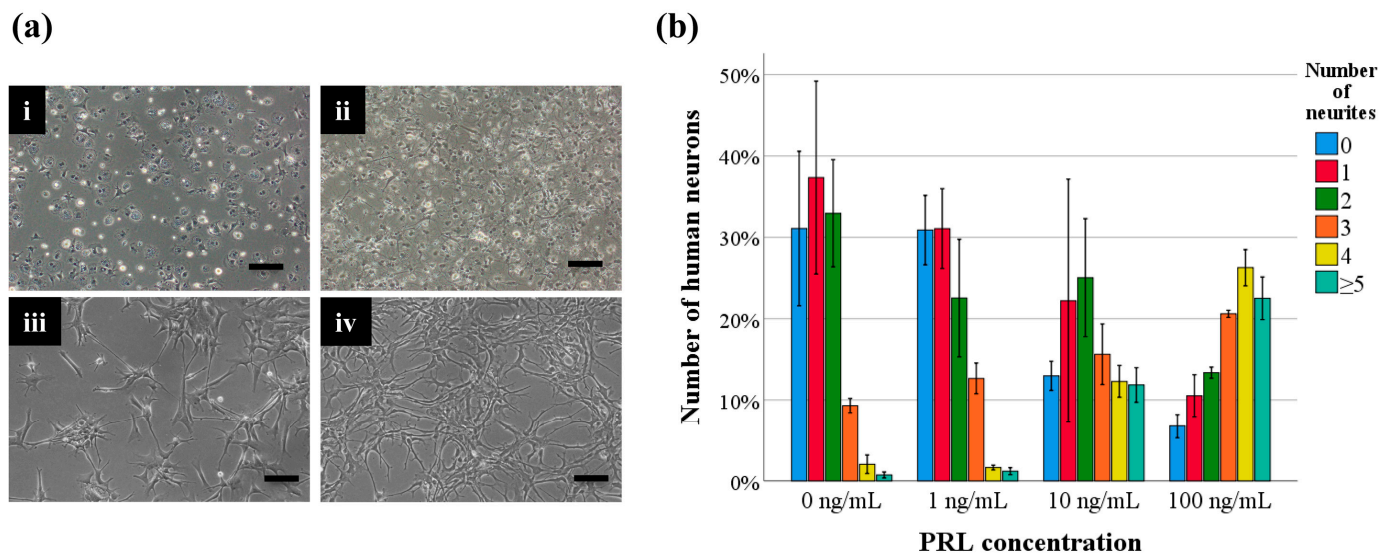 (a)
i
ii
iii
iv
(b)
Number of human neurons
50%
40%
30%
20%
10%
0%
0 ng/mL 1 ng/mL 10 ng/mL 100 ng/mL
PRL concentration
Number
of
neurites
0
1
2
3
4
≥5